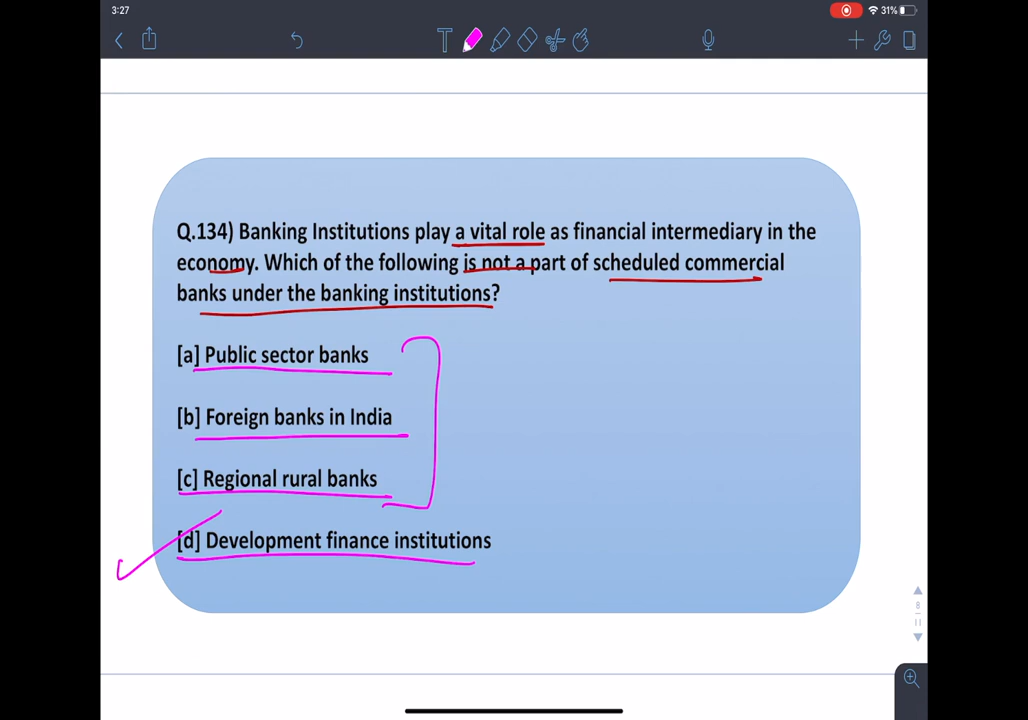 3:27
31%
T
Q.134) Banking Institutions play a vital role as financial intermediary in the
economy. Which of the following is not a part of scheduled commercial
banks under the banking institutions?
[a] Public sector banks
[b] Foreign banks in India
[c] Regional rural banks
[d] Development finance institutions
8
11